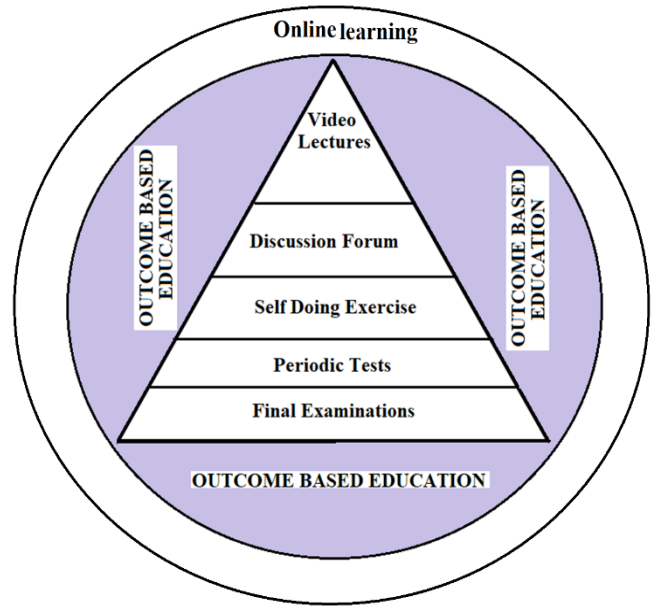 Online learning
Video
Lectures
OUTCOME BASED
EDUCATION
OUTCOME BASED
EDUCATION
Discussion Forum
Self Doing Exercise
Periodic Tests
Final Examinations
OUTCOME BASED EDUCATION